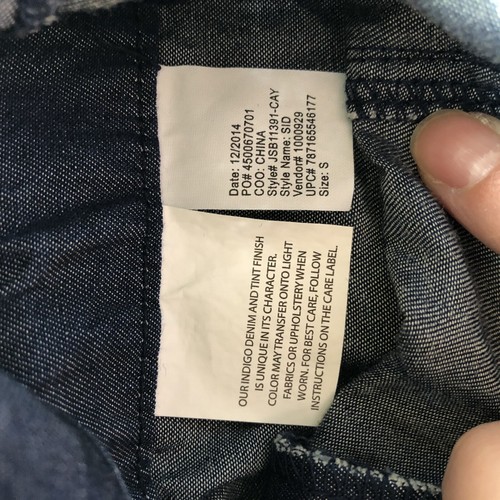 Date: 12/2014
PO# 4500670701
COO: CHINA
Style# JSB11391-CAY
Style Name: SID
Vendor# 1000929
UPC# 787165546177
Size: S
OUR INDIGO DENIM AND TINT FINISH
IS UNIQUE IN ITS CHARACTER.
COLOR MAY TRANSFER ONTO LIGHT
FABRICS OR UPHOLSTERY WHEN
WORN. FOR BEST CARE, FOLLOW
INSTRUCTIONS ON THE CARE LABEL.